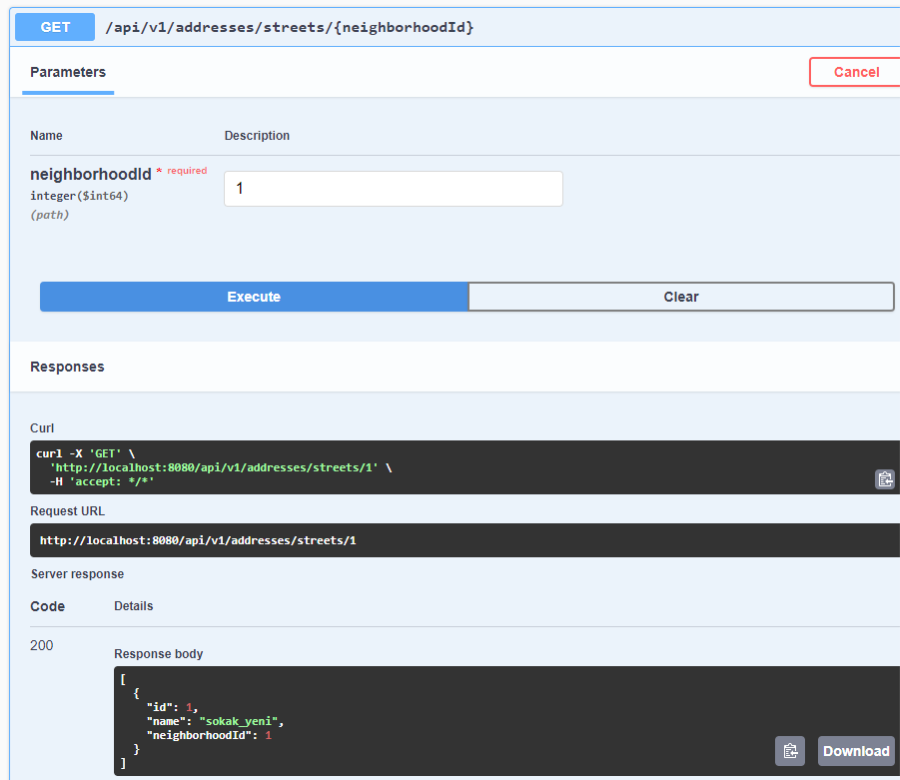 GET /api/v1/addresses/streets/{neighborhoodId}
Parameters
Cancel
Name Description
neighborhoodId * required
integer($int64)
(path)
1
Execute Clear
Responses
Curl
curl -X 'GET' \
'http://localhost:8080/api/v1/addresses/streets/1' \
-H 'accept: */*'
Request URL
http://localhost:8080/api/v1/addresses/streets/1
Server response
Code Details
200
Response body
[
{
"id": 1,
"name": "sokak_yeni",
"neighborhoodId": 1
}
]
Download